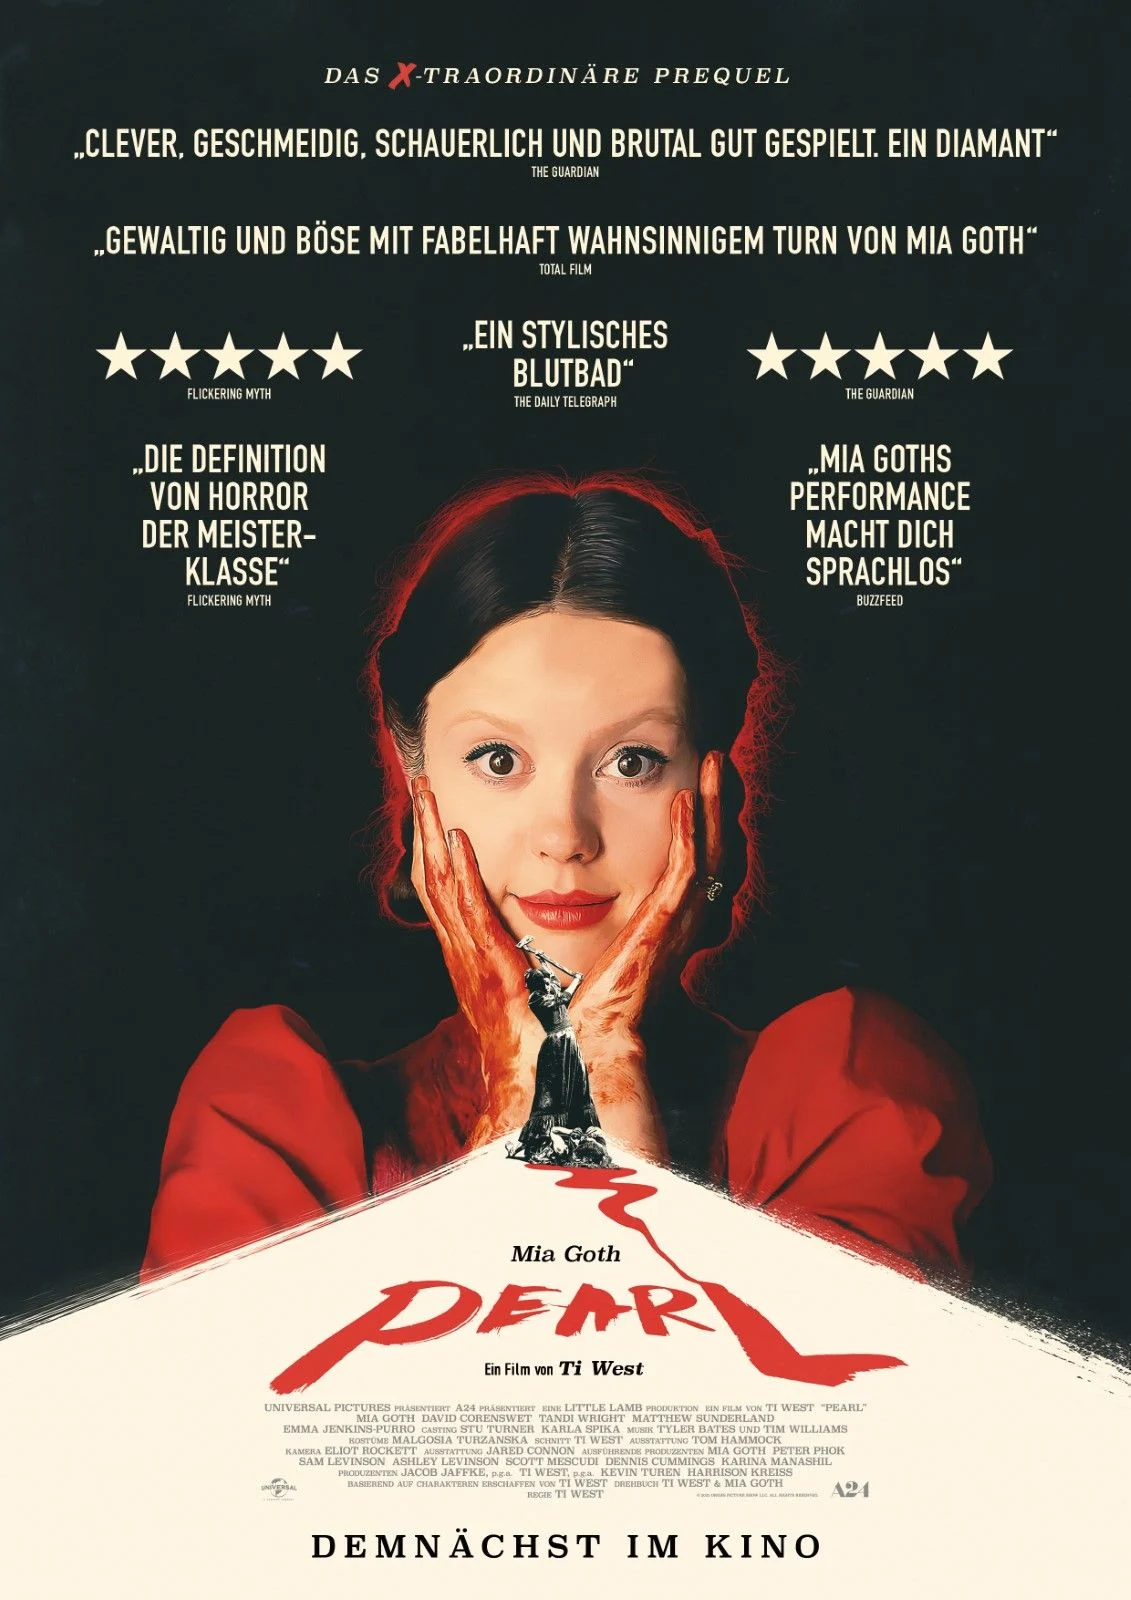 DAS X-TRAORDINÄRE PREQUEL
„CLEVER, GESCHMEIDIG, SCHAUERLICH UND BRUTAL GUT GESPIELT. EIN DIAMANT“
THE GUARDIAN
„GEWALTIG UND BÖSE MIT FABELHAFT WAHNSINNIGEM TURN VON MIA GOTH“
TOTAL FILM
FLICKERING MYTH
„EIN STYLISCHES
BLUTBAD“
THE DAILY TELEGRAPH
THE GUARDIAN
„DIE DEFINITION
VON HORROR
DER MEISTER-
KLASSE“
FLICKERING MYTH
„MIA GOTHS
PERFORMANCE
MACHT DICH
SPRACHLOS“
BUZZFEED
Mia Goth
PEARL
Ein Film von Ti West
UNIVERSAL PICTURES PRÄSENTIERT A24 PRÄSENTIERT EINE LITTLE LAMB PRODUKTION EIN FILM VON TI WEST "PEARL"
MIA GOTH DAVID CORENSWET TANDI WRIGHT MATTHEW SUNDERLAND
EMMA JENKINS-PURRO CASTING STU TURNER KARLA SPIKA MUSIK TYLER BATES UND TIM WILLIAMS
KOSTÜME MALGOSIA TURZANSKA SCHNITT TI WEST AUSSTATTUNG TOM HAMMOCK
KAMERA ELIOT ROCKETT AUSSTATTUNG JARED CONNON AUSFÜHRENDE PRODUZENTEN MIA GOTH PETER PHOK
SAM LEVINSON ASHLEY LEVINSON SCOTT MESCUDI DENNIS CUMMINGS KARINA MANASHIL
PRODUZENTEN JACOB JAFFKE, p.g.a. TI WEST, p.g.a. KEVIN TUREN HARRISON KREISS
BASIEREND AUF CHARAKTEREN ERSCHAFFEN VON TI WEST DREHBUCH TI WEST & MIA GOTH
REGIE TI WEST
UNIVERSAL
A24
DEMNÄCHST IM KINO